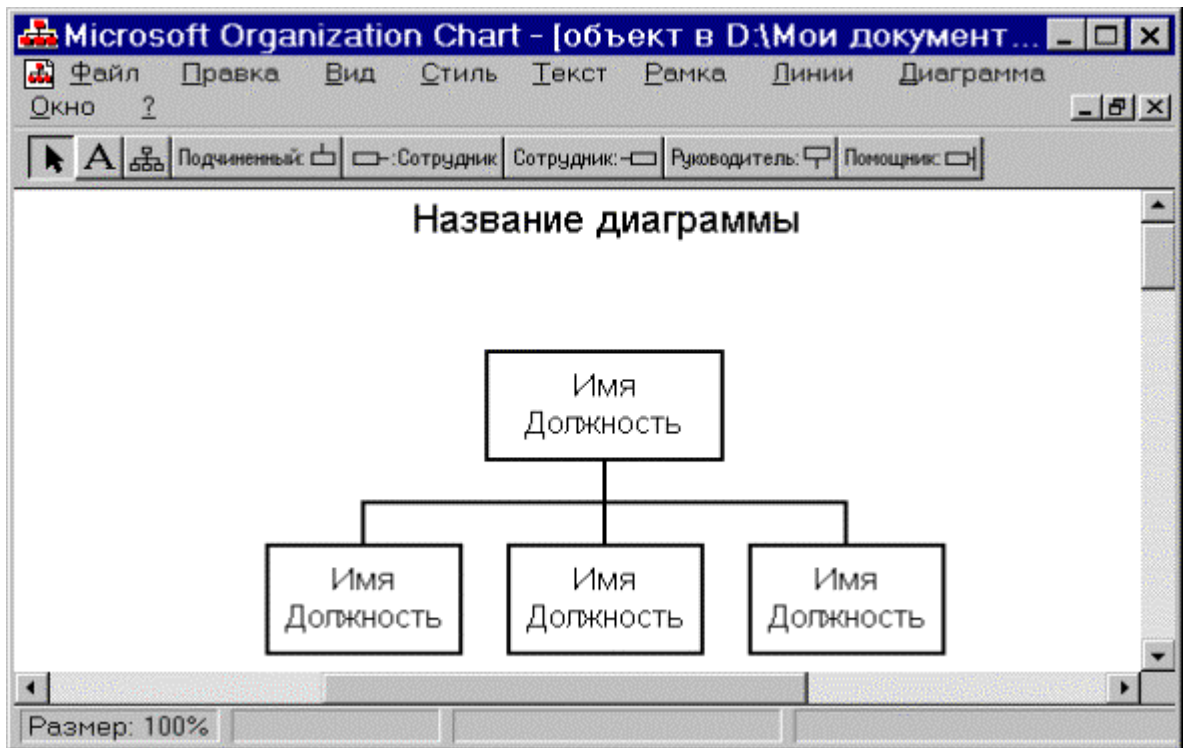 Microsoft Organization Chart - [объект в D:\Мои документ...
Файл Правка Вид Стиль Текст Рамка Линии Диаграмма
Окно ?
A Подчиненный: :Сотрудник Сотрудник: Руководитель: Помощник:
Название диаграммы
Имя
Должность
Имя
Должность
Имя
Должность
Имя
Должность
Размер: 100%